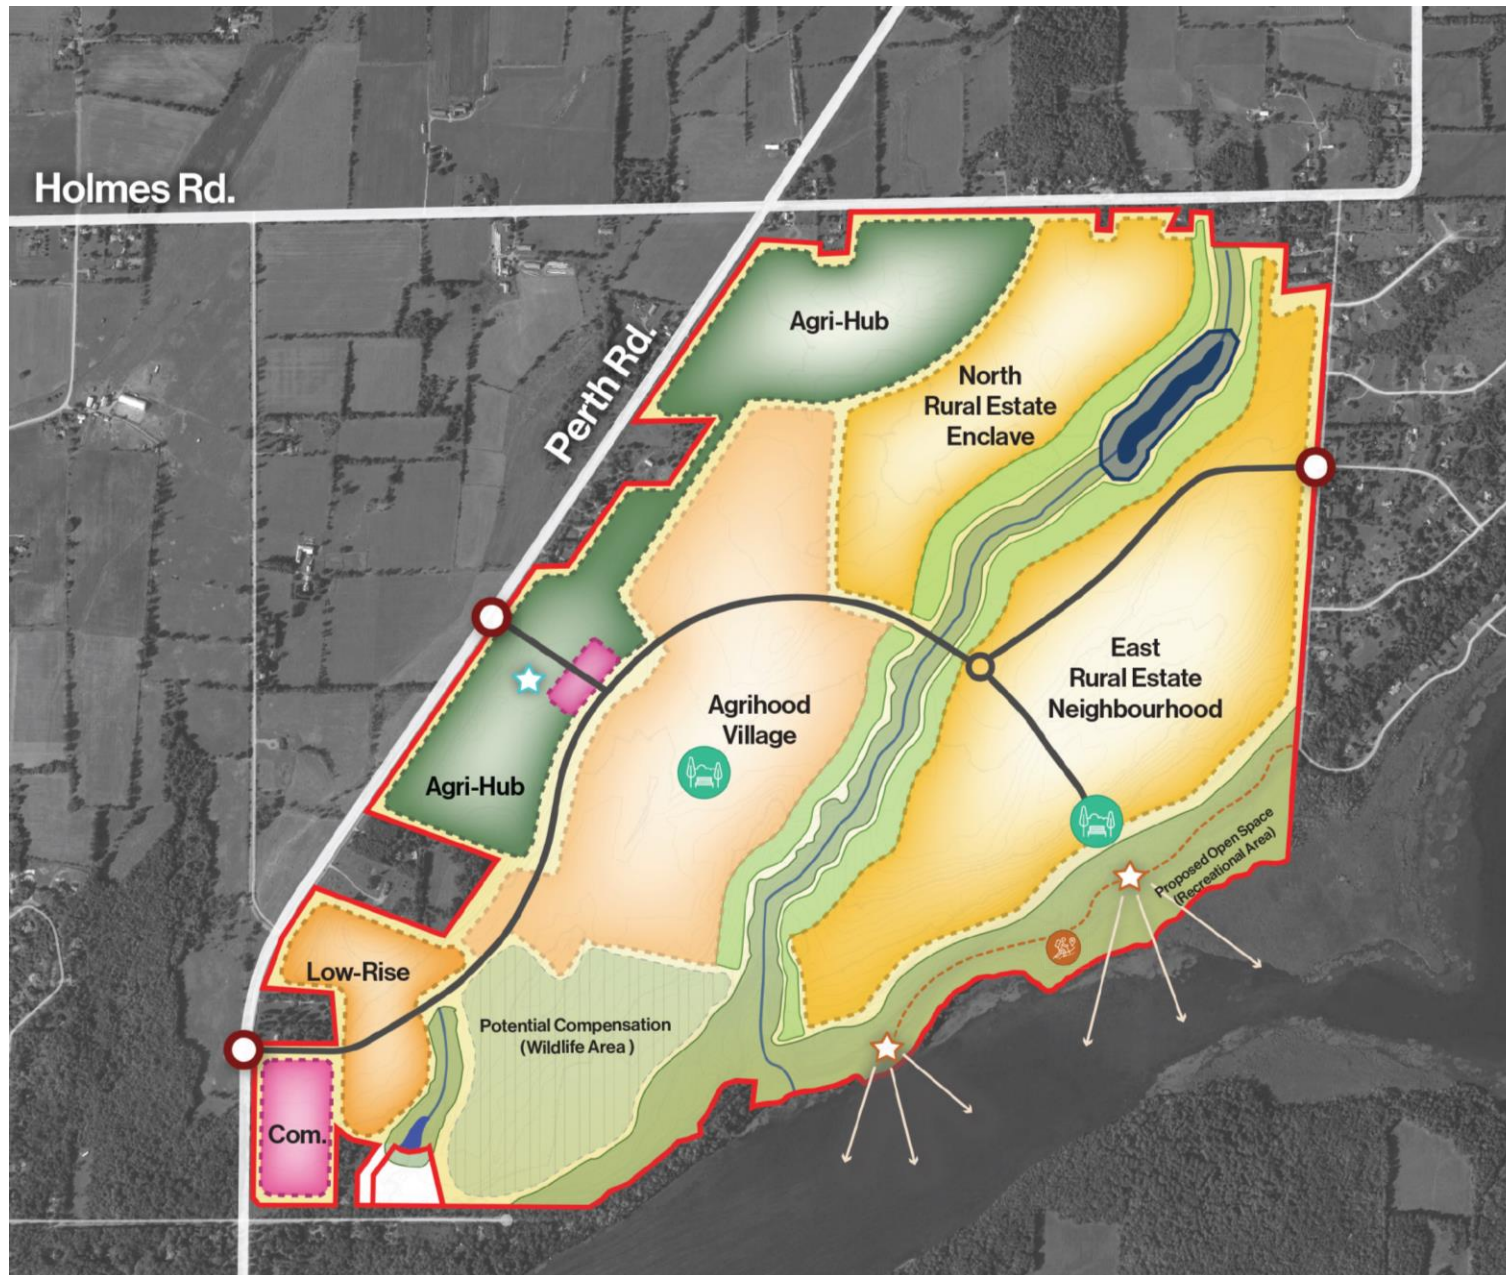 Holmes Rd.
Perth Rd.
Agri-Hub
North
Rural Estate
Enclave
East
Rural Estate
Neighbourhood
Agrihood
Village
Agri-Hub
Proposed Open Space
(Recreational Area)
Low-Rise
Potential Compensation
(Wildlife Area )
Com.